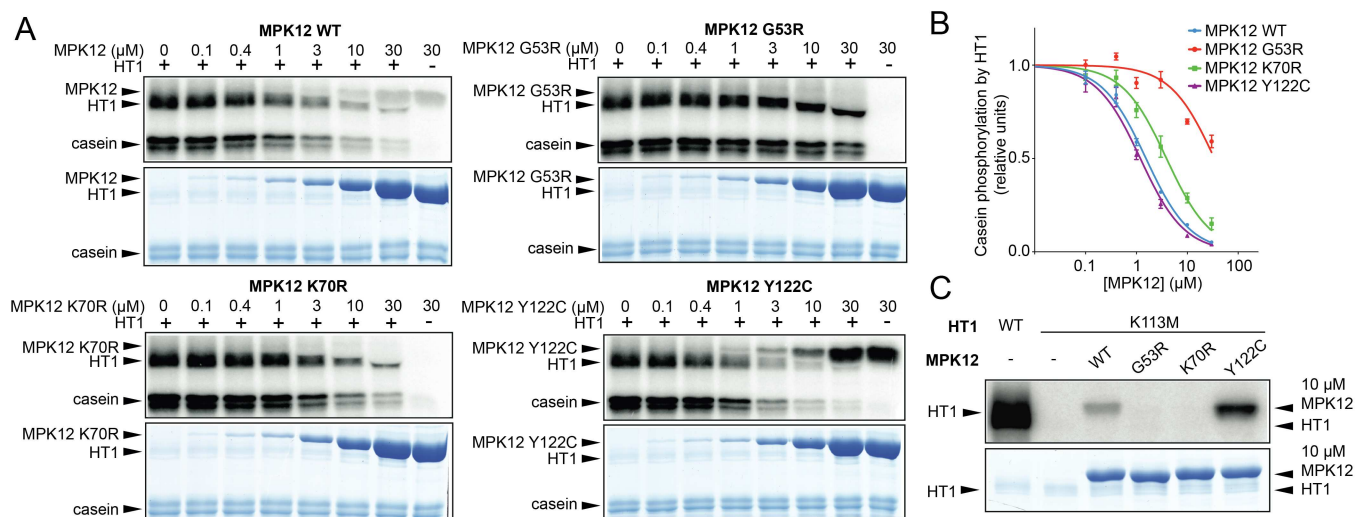 A
MPK12 WT
MPK12 (µM) 0 0.1 0.4 1 3 10 30 30
HT1 + + + + + + + -
MPK12
HT1
casein
MPK12
HT1
casein
MPK12 G53R
MPK12 G53R (µM) 0 0.1 0.4 1 3 10 30 30
HT1 + + + + + + + -
MPK12 G53R
HT1
casein
MPK12 G53R
HT1
casein
MPK12 K70R
MPK12 K70R (µM) 0 0.1 0.4 1 3 10 30 30
HT1 + + + + + + + -
MPK12 K70R
HT1
casein
MPK12 K70R
HT1
casein
MPK12 Y122C
MPK12 Y122C (µM) 0 0.1 0.4 1 3 10 30 30
HT1 + + + + + + + -
MPK12 Y122C
HT1
casein
MPK12 Y122C
HT1
casein
B
Casein phosphorylation by HT1
(relative units)
1.0
0.5
0.0
0.1 1 10 100
[MPK12] (µM)
MPK12 WT
MPK12 G53R
MPK12 K70R
MPK12 Y122C
C
HT1 WT K113M
MPK12 - - WT G53R K70R Y122C
HT1
10 µM
MPK12
HT1
HT1
10 µM
MPK12
HT1